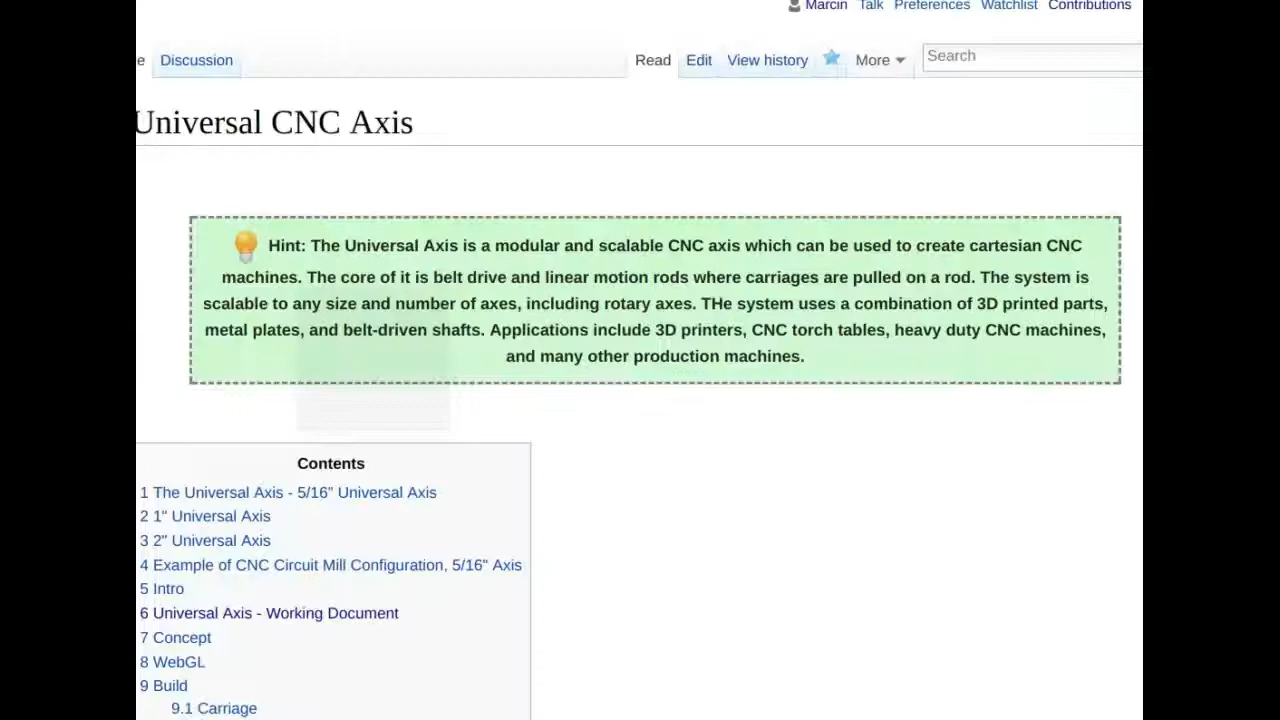 Marcin Talk Preferences Watchlist Contributions
e Discussion Read Edit View history More Search
Universal CNC Axis
Hint: The Universal Axis is a modular and scalable CNC axis which can be used to create cartesian CNC
machines. The core of it is belt drive and linear motion rods where carriages are pulled on a rod. The system is
scalable to any size and number of axes, including rotary axes. THe system uses a combination of 3D printed parts,
metal plates, and belt-driven shafts. Applications include 3D printers, CNC torch tables, heavy duty CNC machines,
and many other production machines.
Contents
1 The Universal Axis - 5/16" Universal Axis
2 1" Universal Axis
3 2" Universal Axis
4 Example of CNC Circuit Mill Configuration, 5/16" Axis
5 Intro
6 Universal Axis - Working Document
7 Concept
8 WebGL
9 Build
9.1 Carriage